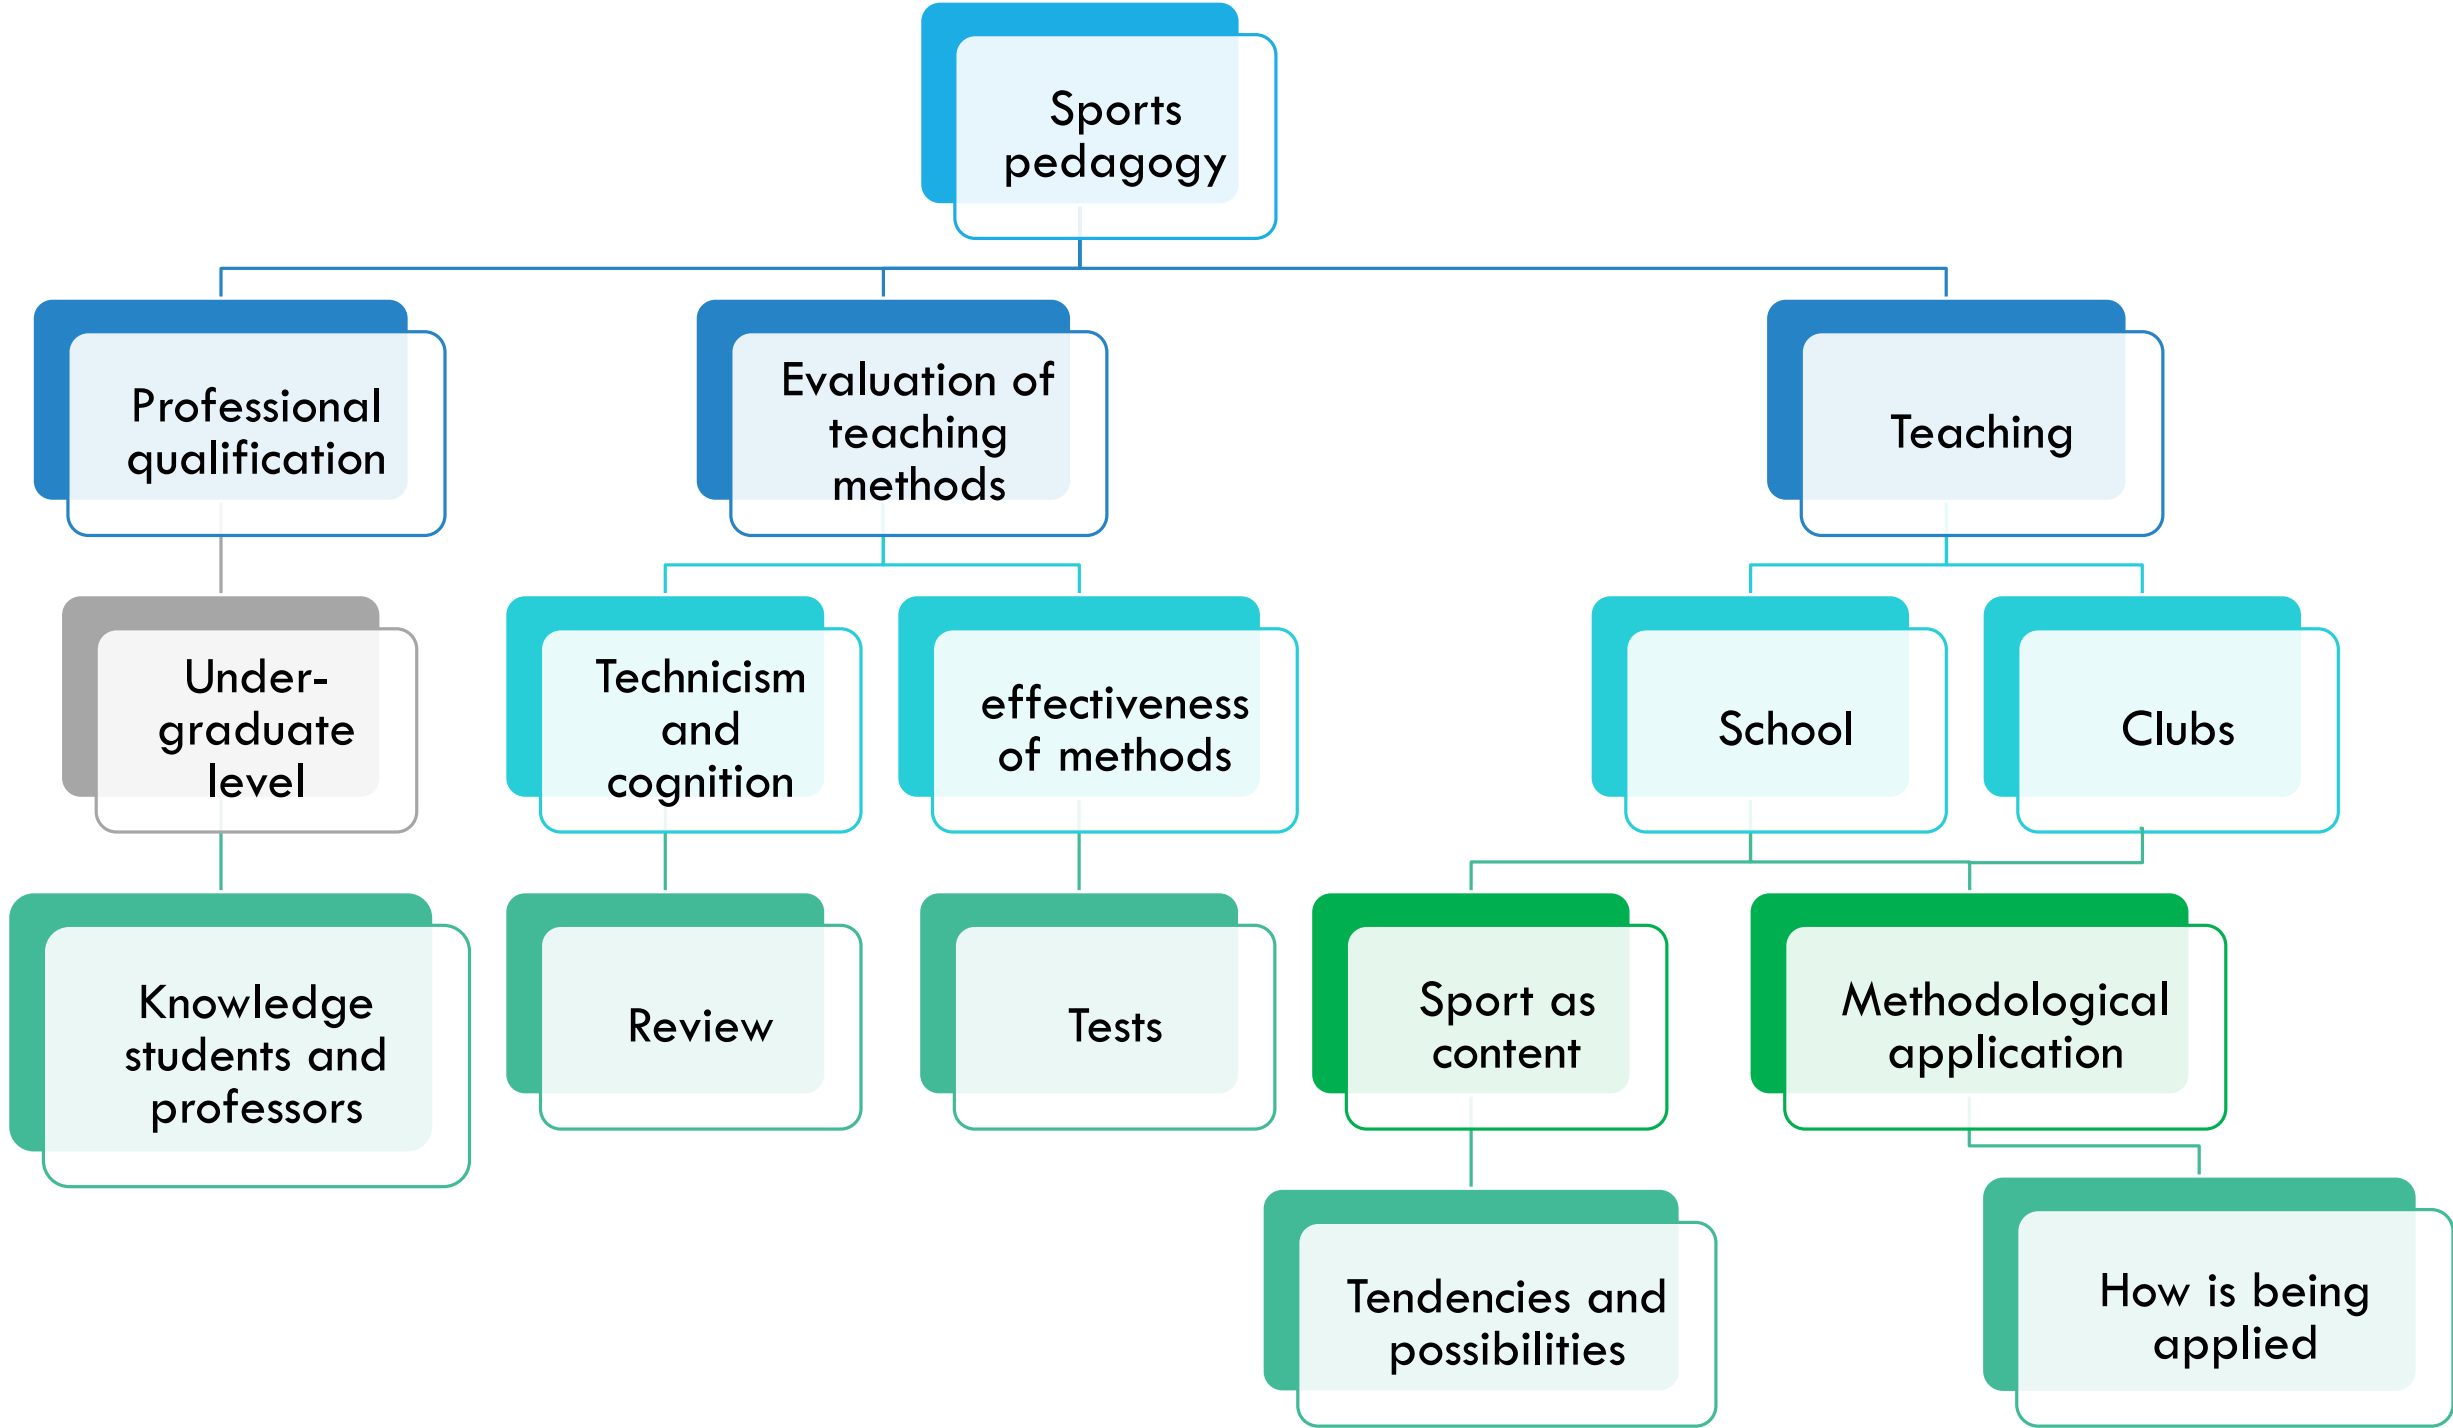 Sports
pedagogy
Professional
qualification
Evaluation of
teaching
methods
Teaching
Under-
graduate
level
Technicism
and
cognition
effectiveness
of methods
School
Clubs
Knowledge
students and
professors
Review
Tests
Sport as
content
Methodological
application
Tendencies and
possibilities
How is being
applied